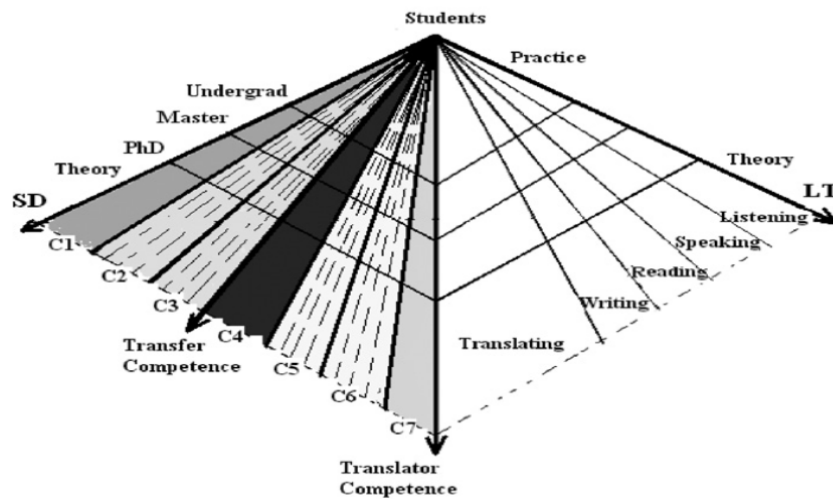 Students
Practice
Undergrad
Master
PhD
Theory
Theory
SD
LT
Listening
Speaking
Reading
Writing
Translating
C1
C2
C3
C4
C5
C6
C7
Transfer
Competence
Translator
Competence